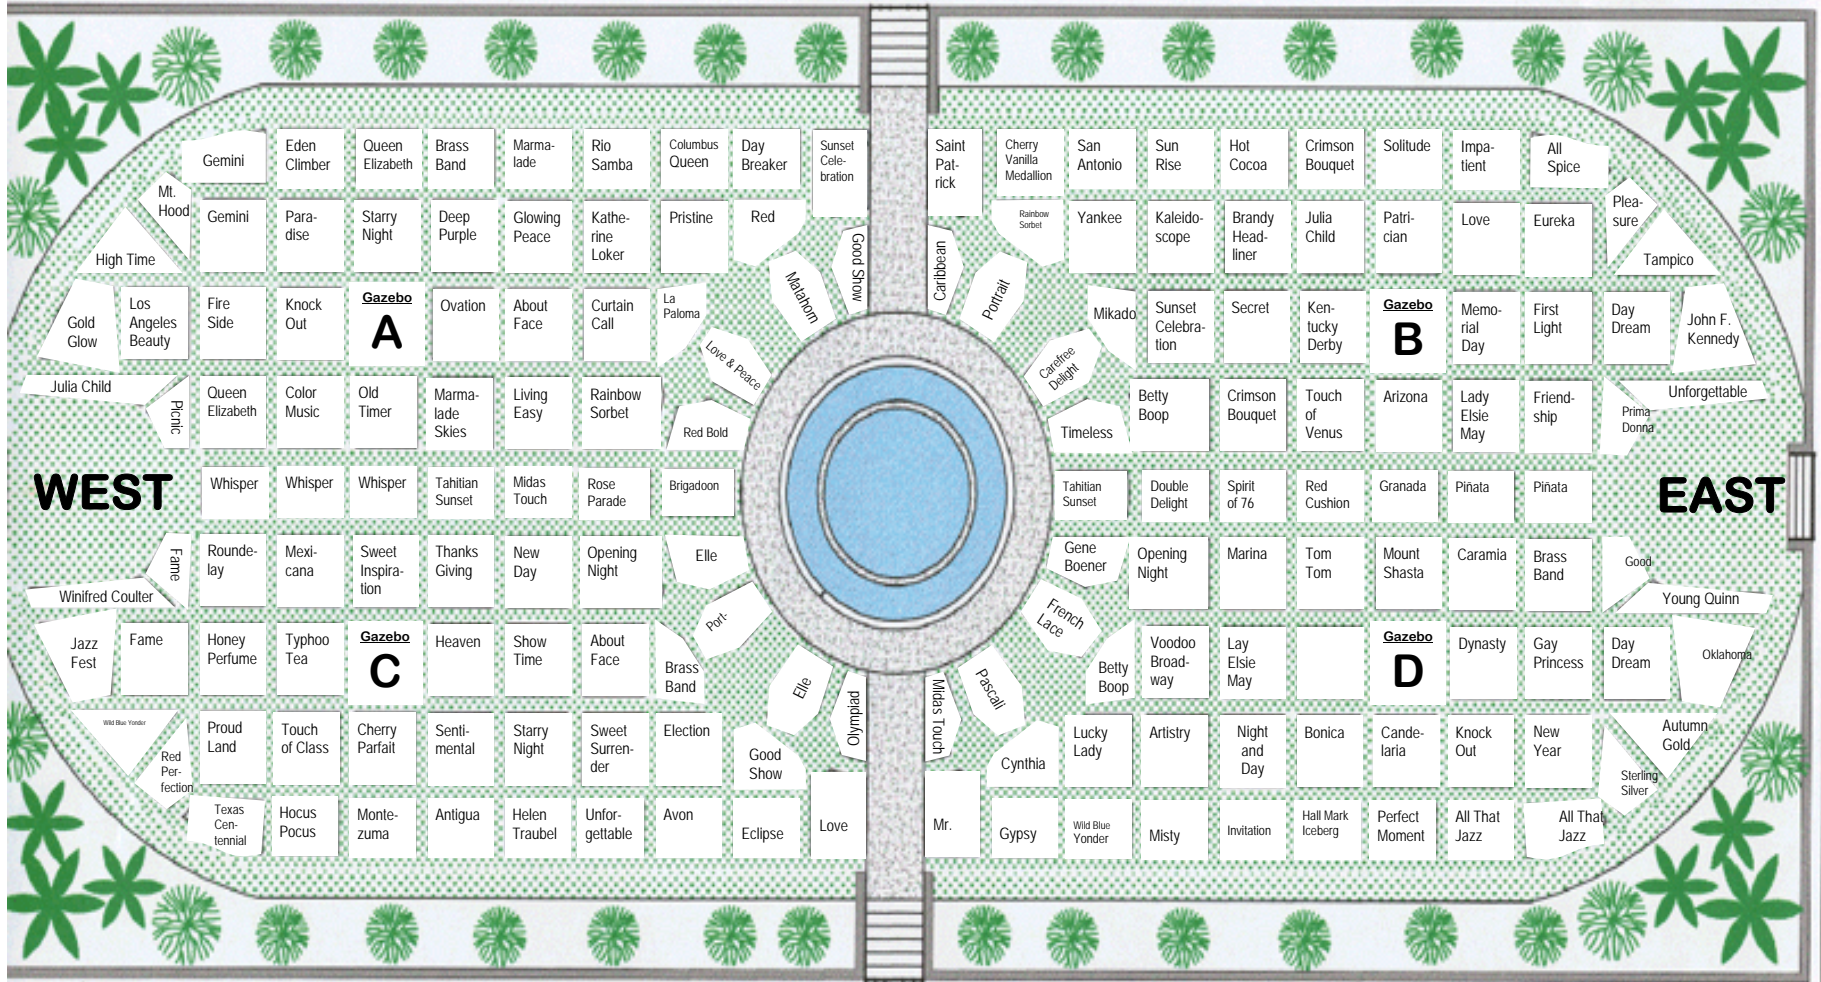 Gemini
Eden
Climber
Queen
Elizabeth
Brass
Band
Marma-
lade
Rio
Samba
Columbus
Queen
Day
Breaker
Sunset
Cele-
bration
Saint
Pat-
rick
Cherry
Vanilla
Medallion
San
Antonio
Sun
Rise
Hot
Cocoa
Crimson
Bouquet
Solitude
Impa-
tient
All
Spice
Mt.
Hood
Gemini
Para-
dise
Starry
Night
Deep
Purple
Glowing
Peace
Kathe-
rine
Loker
Pristine
Red
Rainbow
Sorbet
Yankee
Kaleido-
scope
Brandy
Head-
liner
Julia
Child
Patri-
cian
Love
Eureka
Plea-
sure
High Time
Matahorn
Good Show
Caribbean
Portrait
Tampico
Gold
Glow
Los
Angeles
Beauty
Fire
Side
Knock
Out
Gazebo
A
Ovation
About
Face
Curtain
Call
La
Paloma
Mikado
Sunset
Celebra-
tion
Secret
Ken-
tucky
Derby
Gazebo
B
Memo-
rial
Day
First
Light
Day
Dream
John F.
Kennedy
Love & Peace
Carefree
Delight
Julia Child
Picnic
Queen
Elizabeth
Color
Music
Old
Timer
Marma-
lade
Skies
Living
Easy
Rainbow
Sorbet
Red Bold
Timeless
Betty
Boop
Crimson
Bouquet
Touch
of
Venus
Arizona
Lady
Elsie
May
Friend-
ship
Prima
Donna
Unforgettable
WEST
Whisper
Whisper
Whisper
Tahitian
Sunset
Midas
Touch
Rose
Parade
Brigadoon
Tahitian
Sunset
Double
Delight
Spirit
of 76
Red
Cushion
Granada
Piñata
Piñata
EAST
Fame
Rounde-
lay
Mexi-
cana
Sweet
Inspira-
tion
Thanks
Giving
New
Day
Opening
Night
Elle
Gene
Boener
Opening
Night
Marina
Tom
Tom
Mount
Shasta
Caramia
Brass
Band
Good
Winifred Coulter
Young Quinn
Port-
French
Lace
Jazz
Fest
Fame
Honey
Perfume
Typhoo
Tea
Gazebo
C
Heaven
Show
Time
About
Face
Brass
Band
Betty
Boop
Voodoo
Broad-
way
Lay
Elsie
May
Gazebo
D
Dynasty
Gay
Princess
Day
Dream
Oklahoma
Elle
Olympiad
Midas Touch
Pascali
Wild Blue Yonder
Red
Per-
fection
Proud
Land
Touch
of Class
Cherry
Parfait
Senti-
mental
Starry
Night
Sweet
Surren-
der
Election
Good
Show
Cynthia
Lucky
Lady
Artistry
Night
and
Day
Bonica
Cande-
laria
Knock
Out
New
Year
Sterling
Silver
Autumn
Gold
Texas
Cen-
tennial
Hocus
Pocus
Monte-
zuma
Antigua
Helen
Traubel
Unfor-
gettable
Avon
Eclipse
Love
Mr.
Gypsy
Wild Blue
Yonder
Misty
Invitation
Hall Mark
Iceberg
Perfect
Moment
All That
Jazz
All That
Jazz